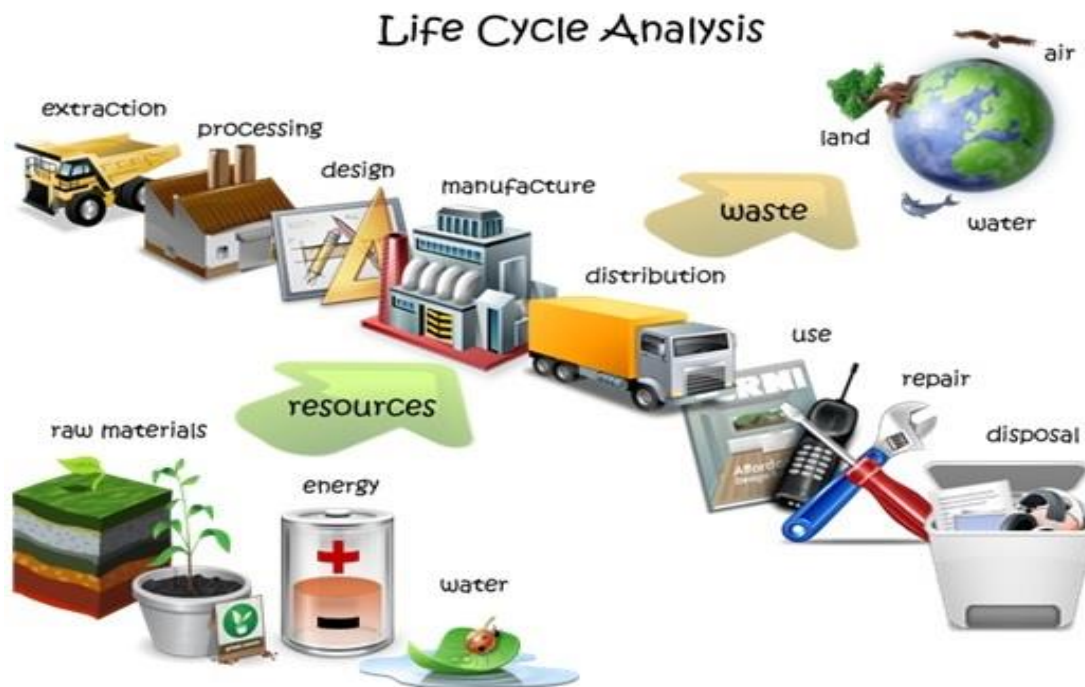 Life Cycle Analysis
air
extraction
processing
land
design
manufacture
waste
water
distribution
use
repair
resources
raw materials
disposal
energy
water